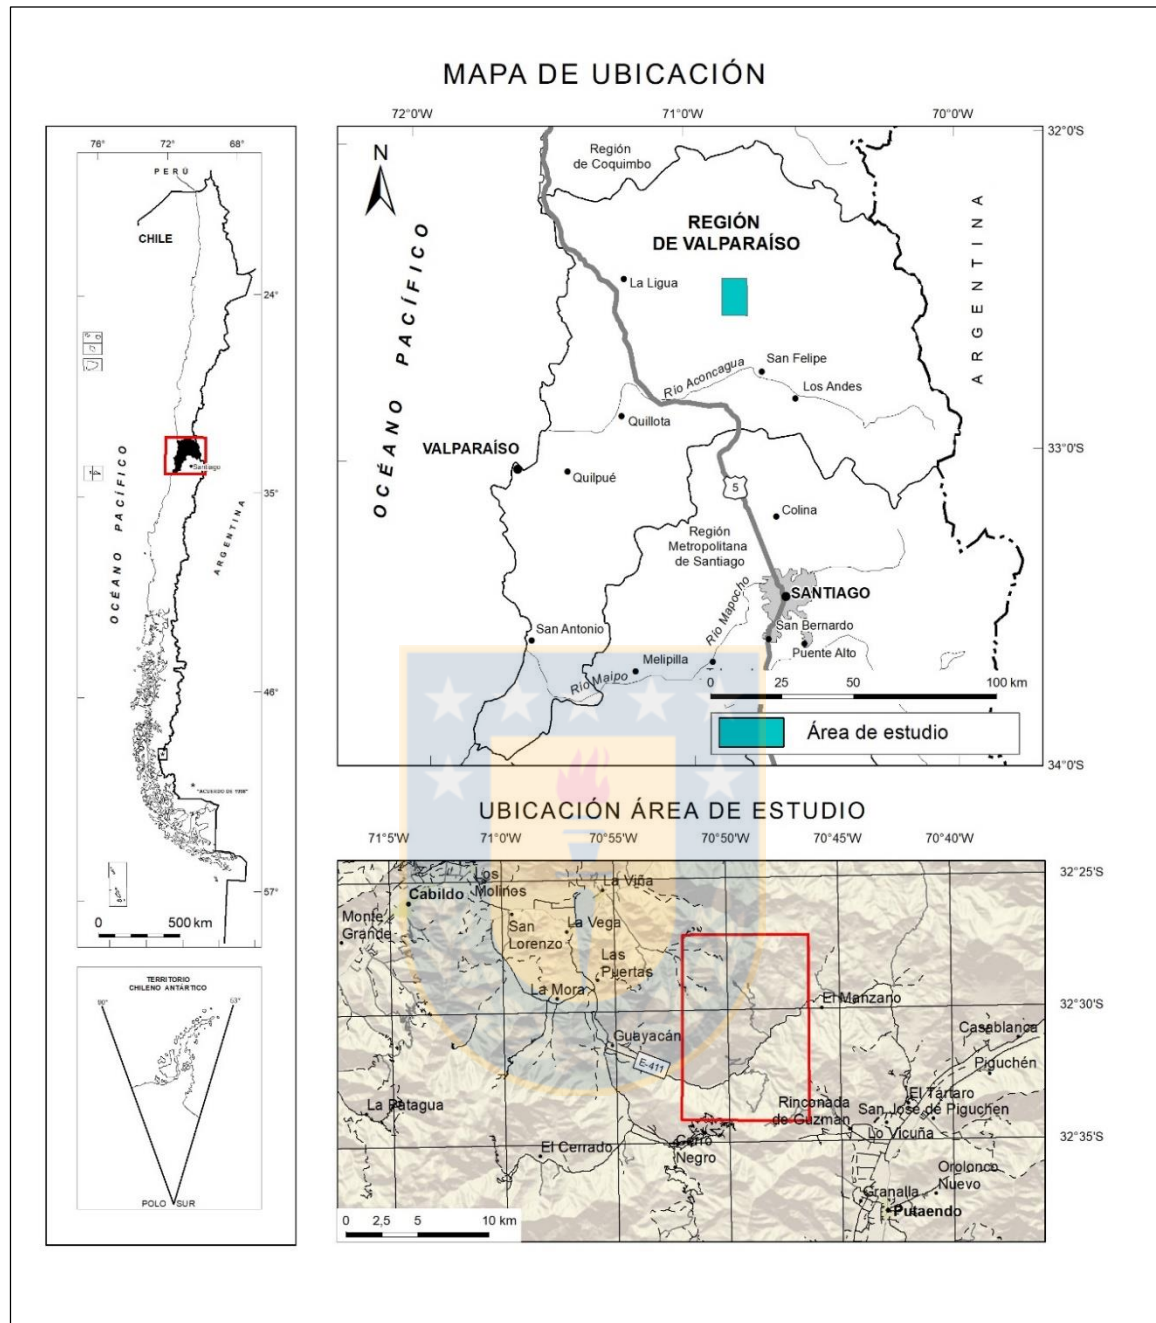 MAPA DE UBICACIÓN
76°
72°
68°
PERÚ
CHILE
24°
OCÉANO PACÍFICO
Santiago
35°
ARGENTINA
46°
* "ACUERDO DE 1998"
57°
0 500 km
TERRITORIO
CHILENO ANTÁRTICO
90°
53°
POLO SUR
72°0'W
71°0'W
70°0'W
32°0'S
N
Región
de Coquimbo
REGIÓN
DE VALPARAÍSO
ARGENTINA
OCÉANO PACÍFICO
La Ligua
San Felipe
Río Aconcagua
Los Andes
Quillota
33°0'S
VALPARAÍSO
Quilpué
5
Colina
Región
Metropolitana
de Santiago
SANTIAGO
Río Mapocho
San Antonio
San Bernardo
Puente Alto
Melipilla
Río Maipo
0 25 50 100 km
Área de estudio
34°0'S
UBICACIÓN ÁREA DE ESTUDIO
71°5'W
71°0'W
70°55'W
70°50'W
70°45'W
70°40'W
32°25'S
Los
Molinos
La Viña
Cabildo
Monte
Grande
San
Lorenzo
La Vega
Las
Puertas
La Mora
El Manzano
32°30'S
Casablanca
Guayacán
E-411
Piguchén
El Tártaro
La Patagua
Rinconada
de Guzmán
San José de Piguchen
Lo Vicuña
32°35'S
El Cerrado
Cerro
Negro
Orolonco
Nuevo
Granalla
Putaendo
0 2,5 5 10 km